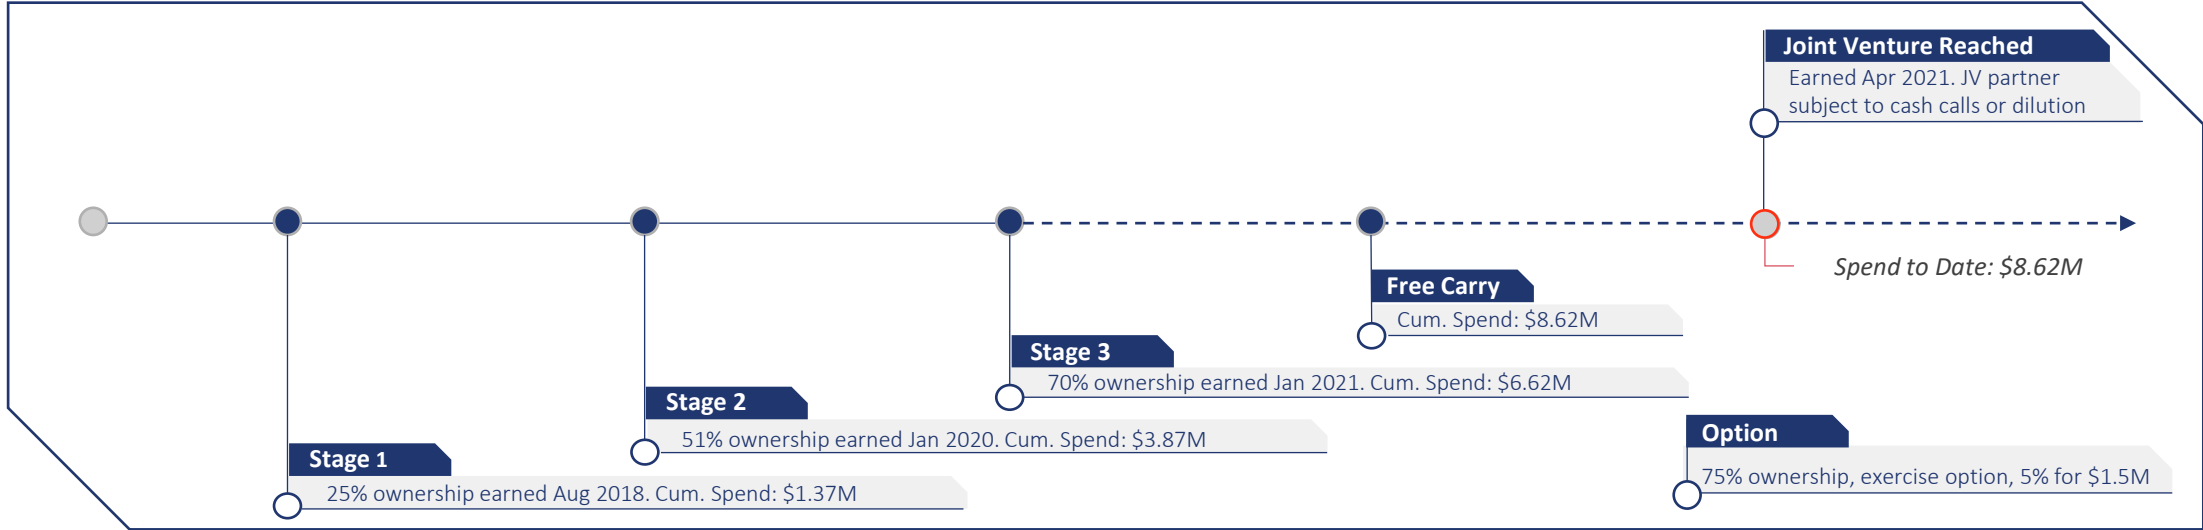 Joint Venture Reached
Earned Apr 2021. JV partner
subject to cash calls or dilution
Spend to Date: $8.62M
Free Carry
Cum. Spend: $8.62M
Stage 3
70% ownership earned Jan 2021. Cum. Spend: $6.62M
Stage 2
51% ownership earned Jan 2020. Cum. Spend: $3.87M
Option
75% ownership, exercise option, 5% for $1.5M
Stage 1
25% ownership earned Aug 2018. Cum. Spend: $1.37M